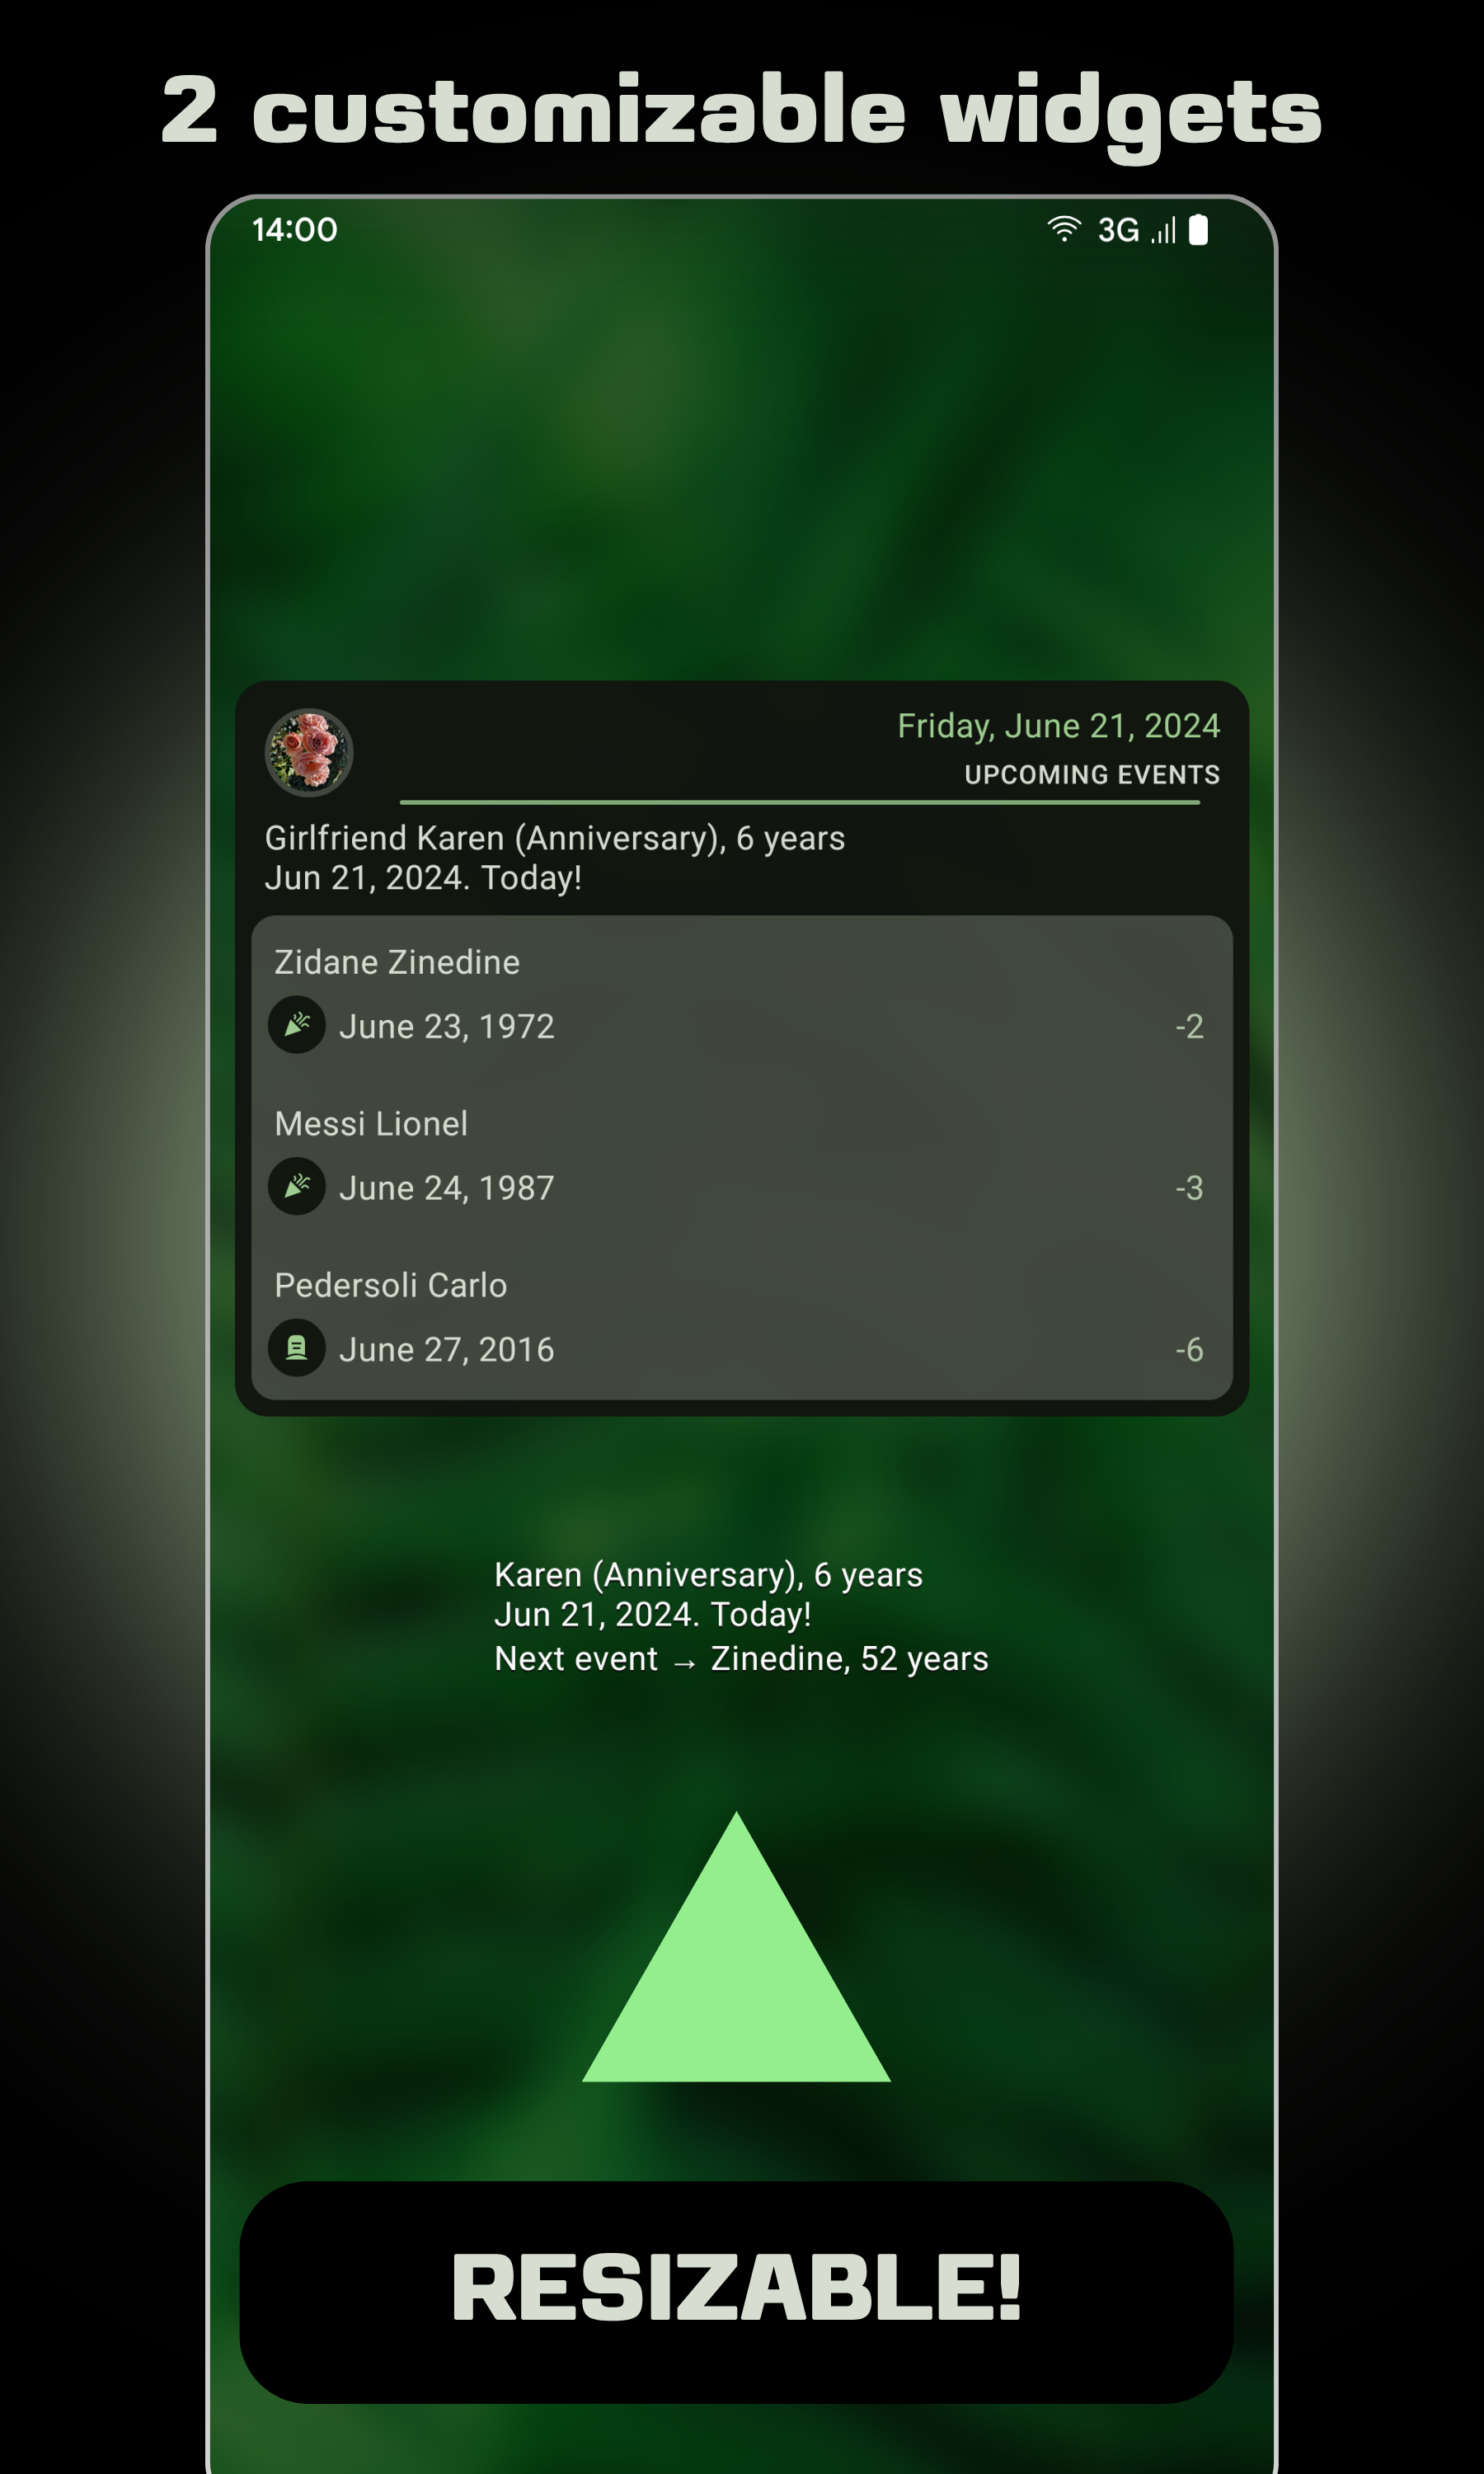 2 customizable widgets
14:00
3G
Friday, June 21, 2024
UPCOMING EVENTS
Girlfriend Karen (Anniversary), 6 years
Jun 21, 2024. Today!
Zidane Zinedine
June 23, 1972
-2
Messi Lionel
June 24, 1987
-3
Pedersoli Carlo
June 27, 2016
-6
Karen (Anniversary), 6 years
Jun 21, 2024. Today!
Next event → Zinedine, 52 years
RESIZABLE!